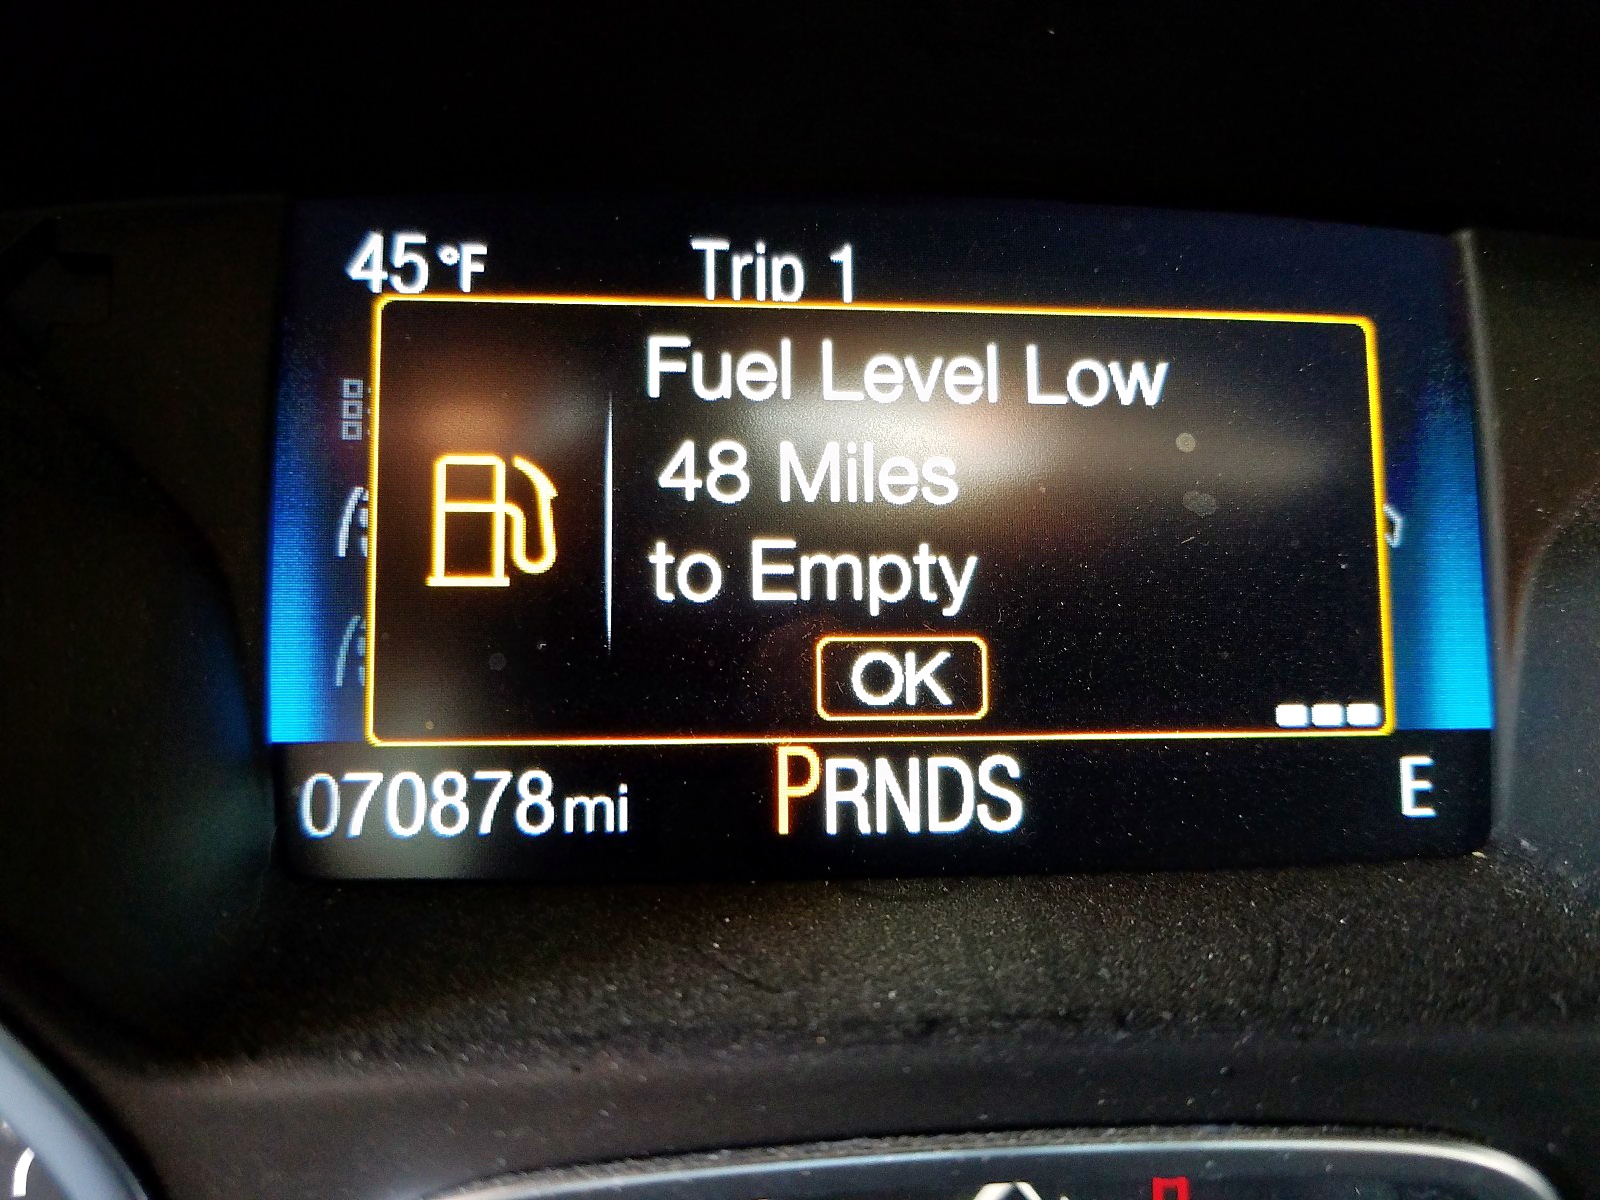 45°F Trip 1
Fuel Level Low
48 Miles
to Empty
OK
070878mi PRNDS E